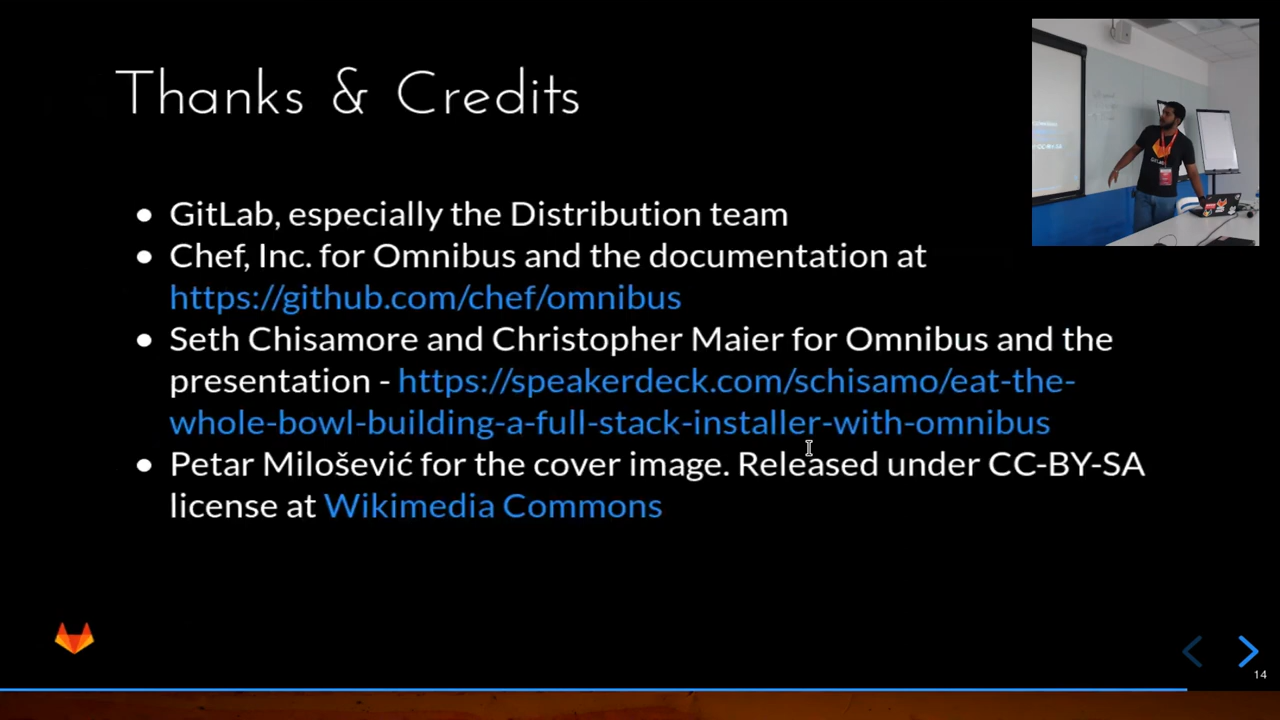 Thanks & Credits
● GitLab, especially the Distribution team
● Chef, Inc. for Omnibus and the documentation at
https://github.com/chef/omnibus
● Seth Chisamore and Christopher Maier for Omnibus and the
presentation - https://speakerdeck.com/schisamo/eat-the-
whole-bowl-building-a-full-stack-installer-with-omnibus
● Petar Milošević for the cover image. Released under CC-BY-SA
license at Wikimedia Commons
14